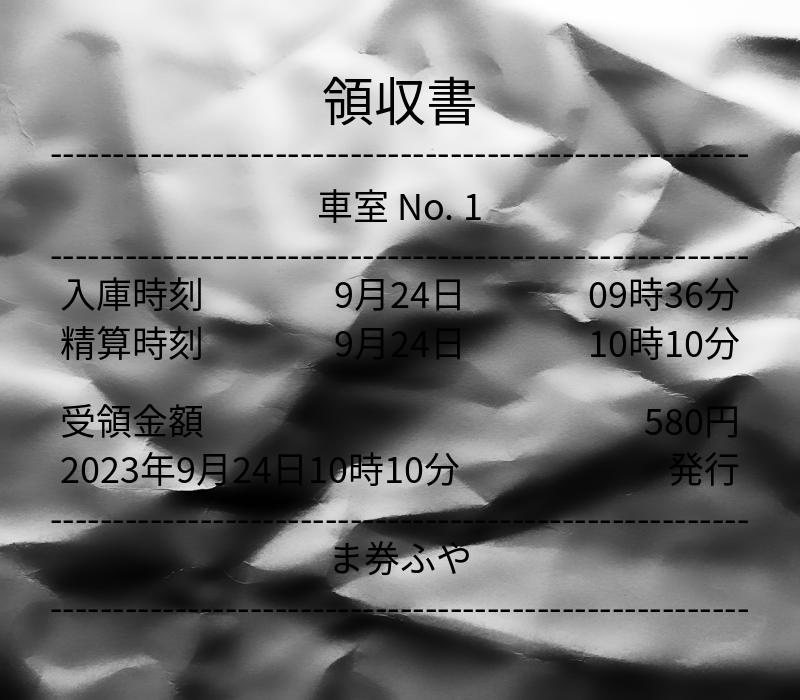 領収書
車室 No. 1
入庫時刻 9月24日 09時36分
精算時刻 9月24日 10時10分
受領金額 580円
2023年9月24日10時10分 発行
ま券ふや